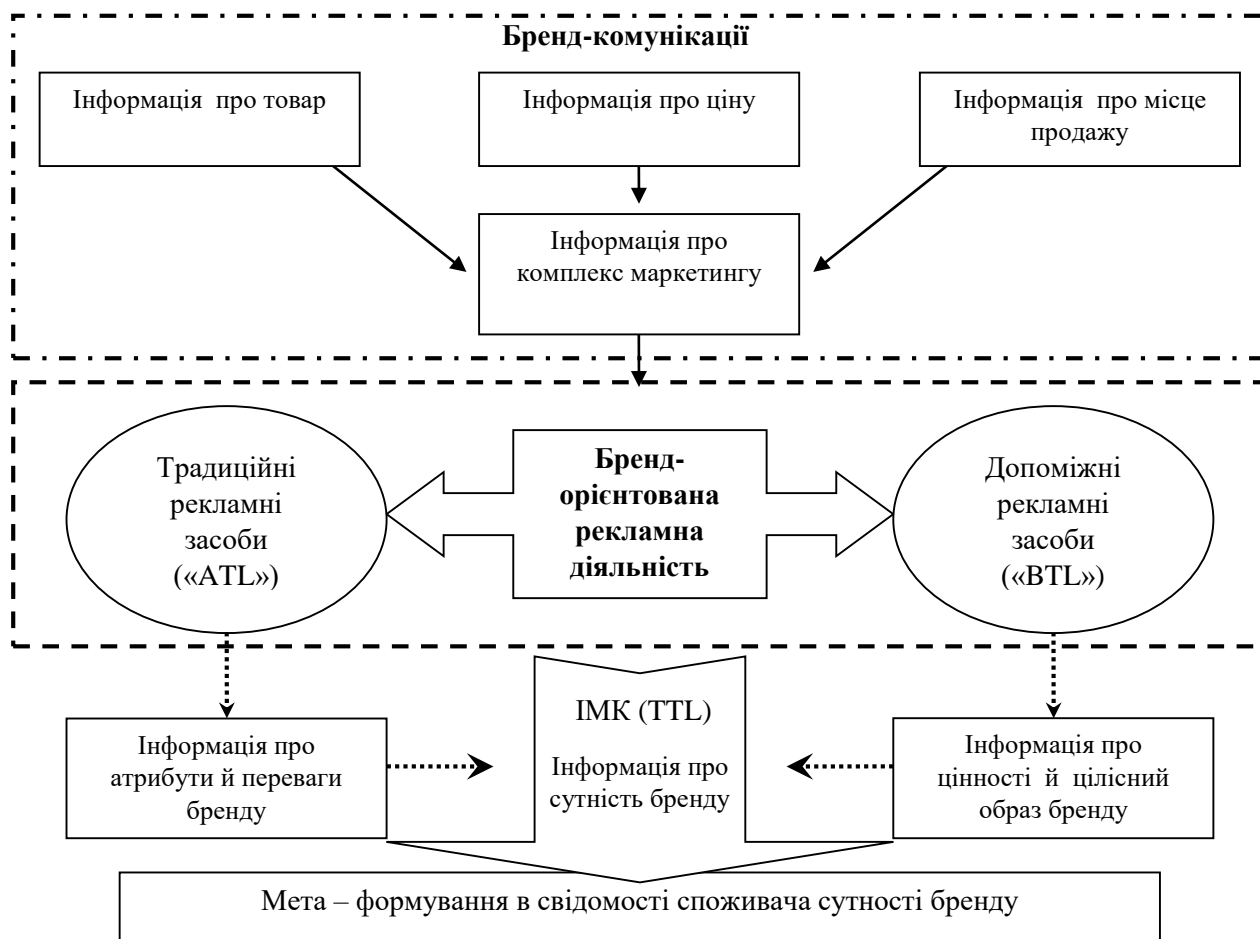 Бренд-комунікації
Інформація про товар
Інформація про ціну
Інформація про місце
продажу
Інформація про
комплекс маркетингу
Традиційні
рекламні
засоби
(«ATL»)
Бренд-
орієнтована
рекламна
діяльність
Допоміжні
рекламні
засоби
(«BTL»)
ІМК (TTL)
Інформація про
сутність бренду
Інформація про
атрибути й переваги
бренду
Інформація про
цінності й цілісний
образ бренду
Мета – формування в свідомості споживача сутності бренду